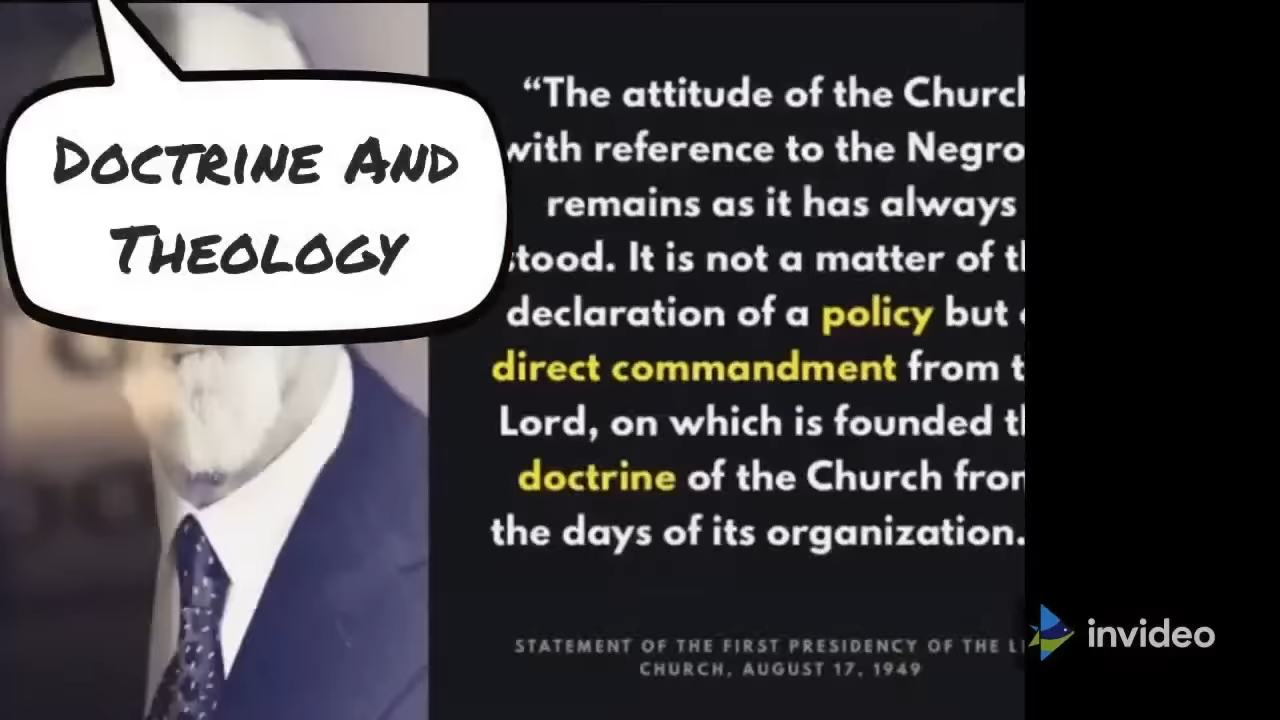 DOCTRINE AND
THEOLOGY
“The attitude of the Church
with reference to the Negro
remains as it has always
stood. It is not a matter of
declaration of a policy but
direct commandment from
Lord, on which is founded
doctrine of the Church from
the days of its organization.
STATEMENT OF THE FIRST PRESIDENCY OF THE
CHURCH, AUGUST 17, 1949
invideo